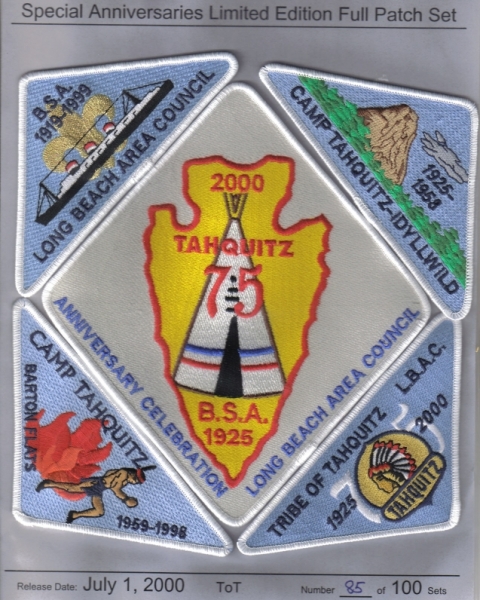 Special Anniversaries Limited Edition Full Patch Set
B.S.A.
1919-1999
LONG BEACH AREA COUNCIL
CAMP TAHQUITZ-IDYLLWILD
1925-
1958
2000
TAHQUITZ
75
B.S.A.
1925
ANNIVERSARY CELEBRATION
LONG BEACH AREA COUNCIL
CAMP TAHQUITZ
BARTON FLATS
1959-1998
TRIBE OF TAHQUITZ L.B.A.C.
1925 2000
75
TAHQUITZ
Release Date: July 1, 2000 ToT Number 85 of 100 Sets